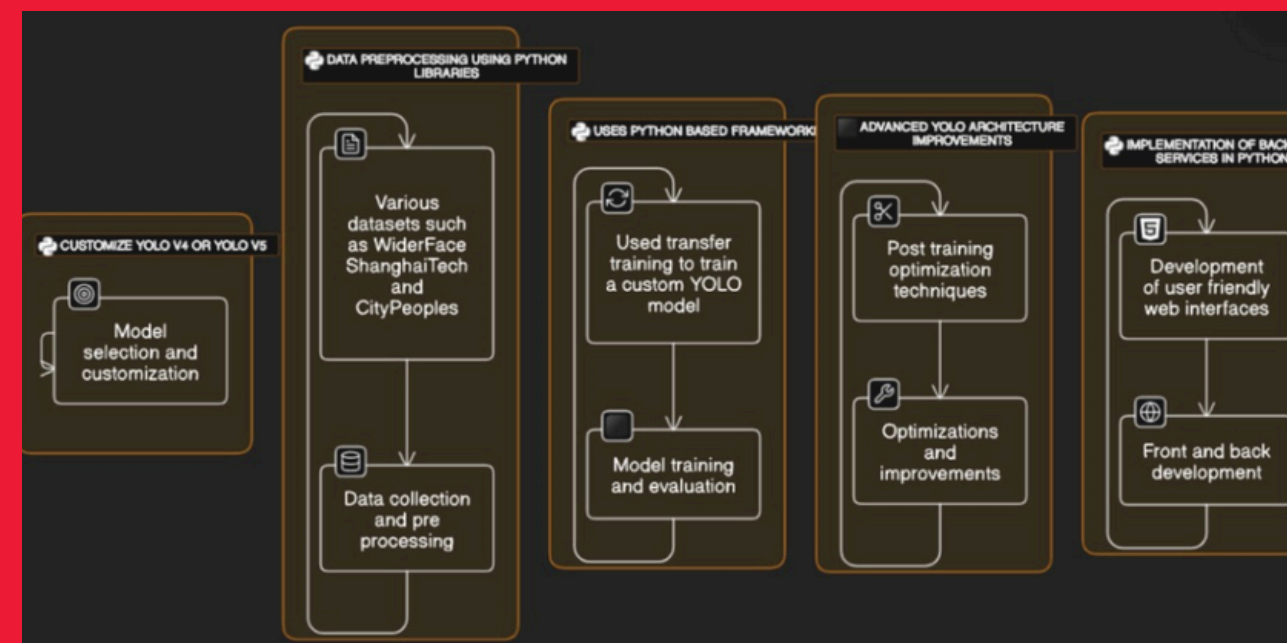 CUSTOMIZE YOLO V4 OR YOLO V5
Model
selection and
customization
DATA PREPROCESSING USING PYTHON
LIBRARIES
Various
datasets such
as WiderFace
ShanghaiTech
and
CityPeoples
Data collection
and pre
processing
USES PYTHON BASED
Used transfer
training to train
a custom YOLO
model
Model training
and evaluation
ADVANCED YOLO ARCHITECTURE
IMPROVEMENTS
Post training
optimization
techniques
Optimizations
and
improvements
IMPLEMENTATION OF
SERVICES IN PYTHON
Development
of user friendly
web interfaces
Front and back
development